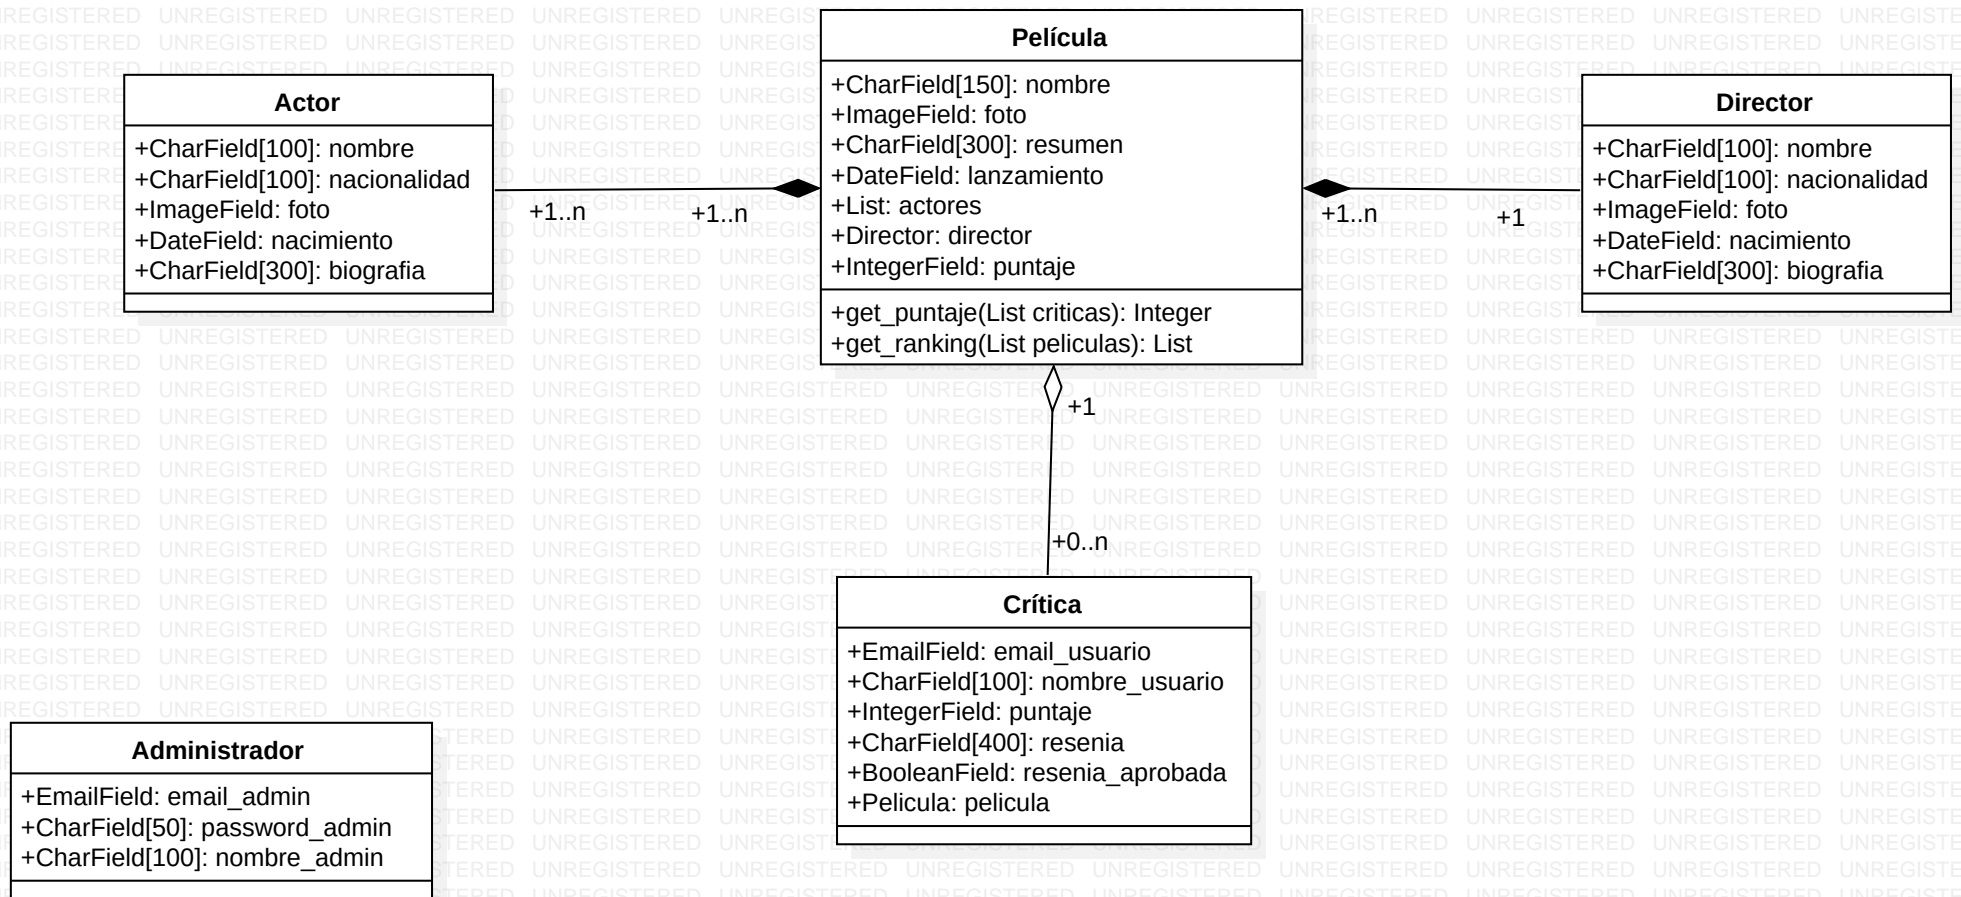 Película
+CharField[150]: nombre
+ImageField: foto
+CharField[300]: resumen
+DateField: lanzamiento
+List: actores
+Director: director
+IntegerField: puntaje
+get_puntaje(List criticas): Integer
+get_ranking(List peliculas): List
Actor
+CharField[100]: nombre
+CharField[100]: nacionalidad
+ImageField: foto
+DateField: nacimiento
+CharField[300]: biografia
+1..n
+1..n
Director
+CharField[100]: nombre
+CharField[100]: nacionalidad
+ImageField: foto
+DateField: nacimiento
+CharField[300]: biografia
+1..n
+1
+1
+0..n
Crítica
+EmailField: email_usuario
+CharField[100]: nombre_usuario
+IntegerField: puntaje
+CharField[400]: resenia
+BooleanField: resenia_aprobada
+Pelicula: pelicula
Administrador
+EmailField: email_admin
+CharField[50]: password_admin
+CharField[100]: nombre_admin
UNREGISTERED